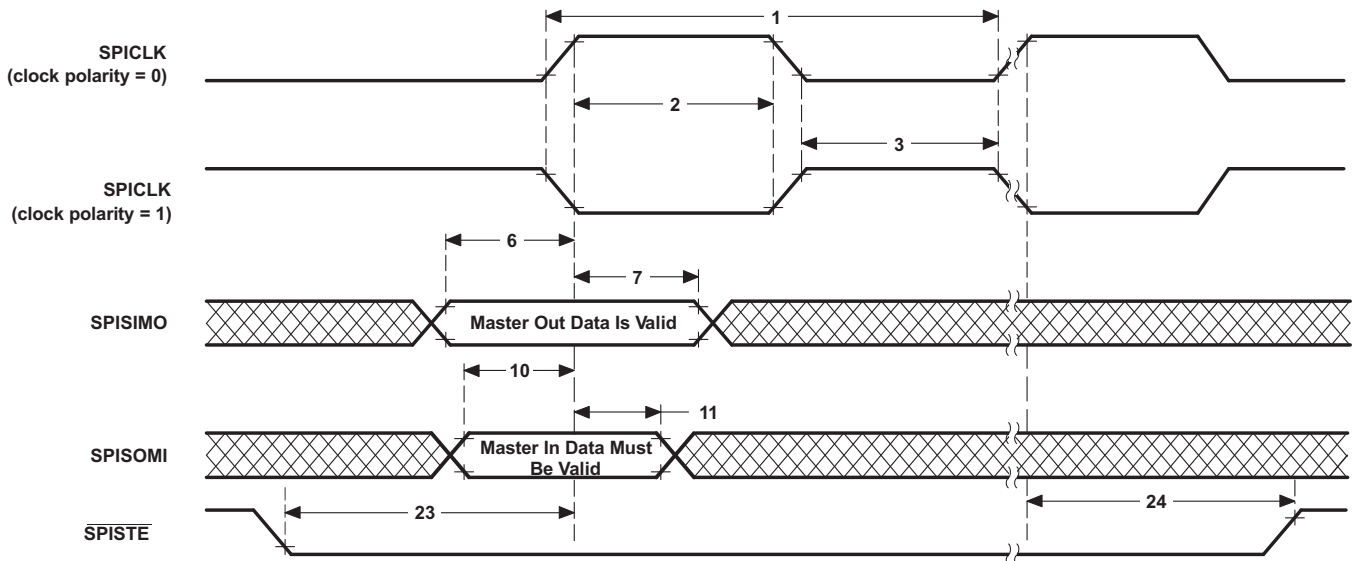 1
SPICLK
(clock polarity = 0)
2
3
SPICLK
(clock polarity = 1)
6
7
SPISIMO
Master Out Data Is Valid
10
11
SPISOMI
Master In Data Must
Be Valid
23
24
SPISTE